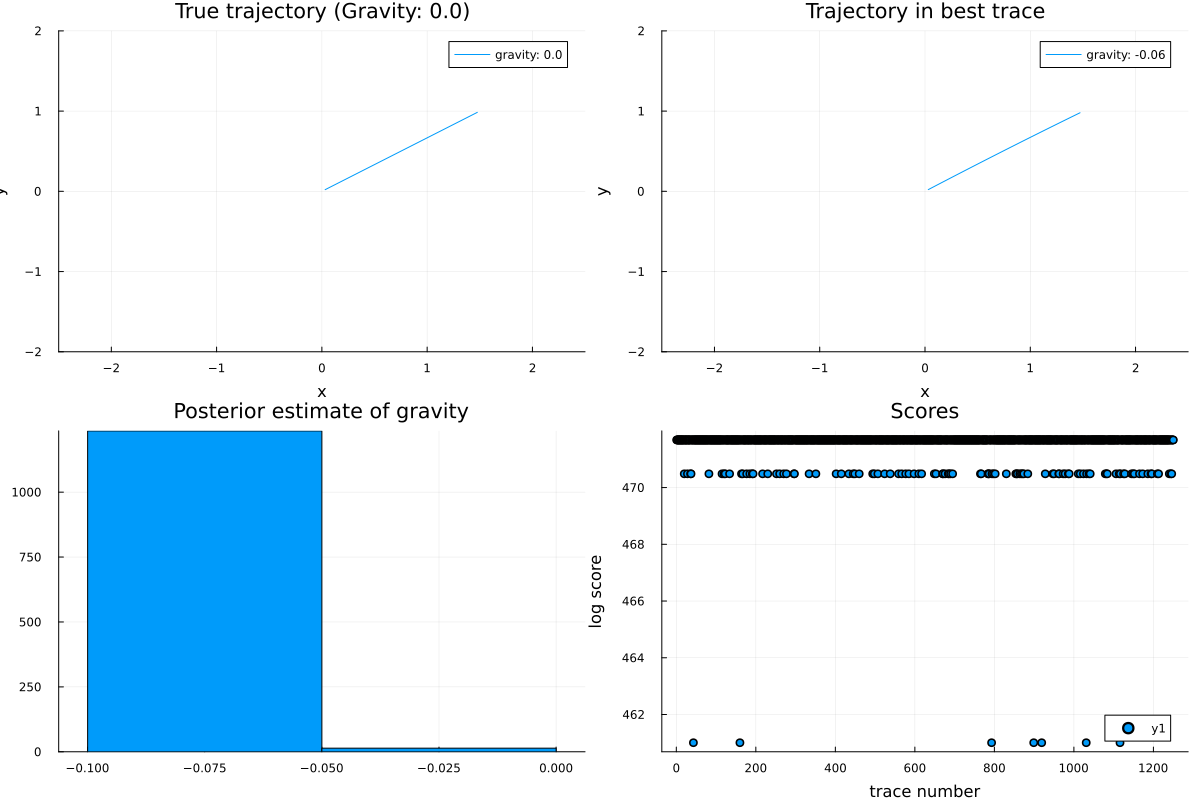 True trajectory (Gravity: 0.0)
2
1
0
−1
−2
y
gravity: 0.0
−2 −1 0 1 2
x
Trajectory in best trace
2
1
0
−1
−2
y
gravity: -0.06
−2 −1 0 1 2
x
Posterior estimate of gravity
1000
750
500
250
0
−0.100 −0.075 −0.050 −0.025 0.000
Scores
470
468
466
464
462
log score
y1
0 200 400 600 800 1000 1200
trace number